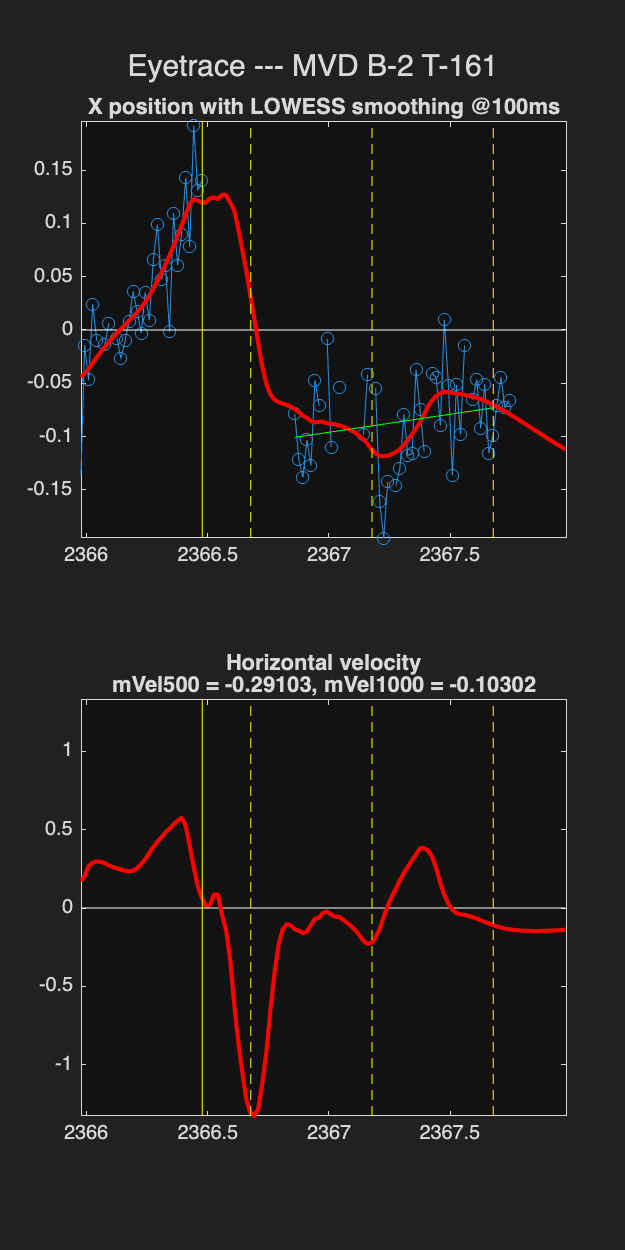 Eyetrace --- MVD B-2 T-161
X position with LOWESS smoothing @100ms
0.15
0.1
0.05
0
-0.05
-0.1
-0.15
2366 2366.5 2367 2367.5
Horizontal velocity
mVel500 = -0.29103, mVel1000 = -0.10302
1
0.5
0
-0.5
-1
2366 2366.5 2367 2367.5